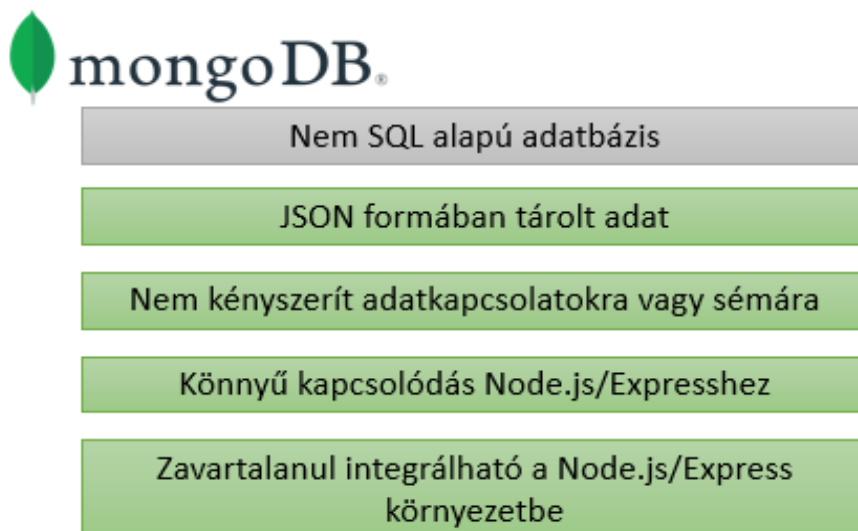 mongoDB®
Nem SQL alapú adatbázis
JSON formában tárolt adat
Nem kényszerít adatkapcsolatokra vagy sémára
Könnyű kapcsolódás Node.js/Expresshez
Zavartalanul integrálható a Node.js/Express
környezetbe